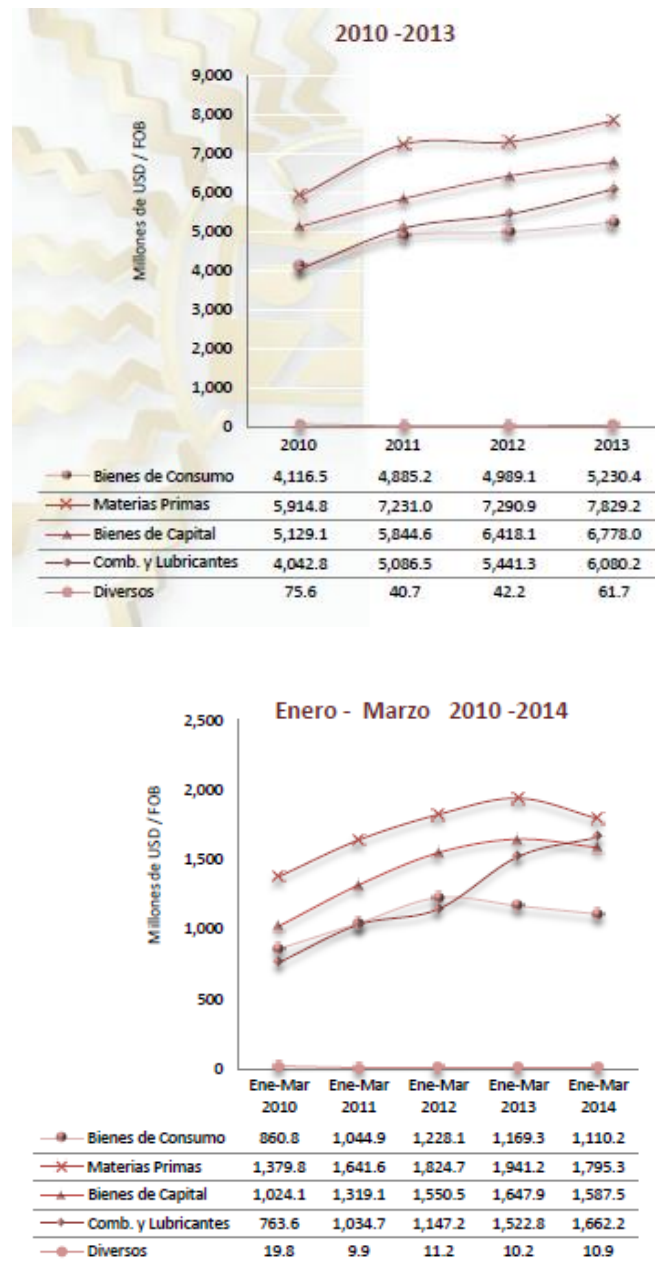 2010 -2013
Millones de USD / FOB
9,000
8,000
7,000
6,000
5,000
4,000
3,000
2,000
1,000
0
2010 2011 2012 2013
Bienes de Consumo 4,116.5 4,885.2 4,989.1 5,230.4
Materias Primas 5,914.8 7,231.0 7,290.9 7,829.2
Bienes de Capital 5,129.1 5,844.6 6,418.1 6,778.0
Comb. y Lubricantes 4,042.8 5,086.5 5,441.3 6,080.2
Diversos 75.6 40.7 42.2 61.7
Enero - Marzo 2010 -2014
Millones de USD / FOB
2,500
2,000
1,500
1,000
500
0
Ene-Mar Ene-Mar Ene-Mar Ene-Mar Ene-Mar
2010 2011 2012 2013 2014
Bienes de Consumo 860.8 1,044.9 1,228.1 1,169.3 1,110.2
Materias Primas 1,379.8 1,641.6 1,824.7 1,941.2 1,795.3
Bienes de Capital 1,024.1 1,319.1 1,550.5 1,647.9 1,587.5
Comb. y Lubricantes 763.6 1,034.7 1,147.2 1,522.8 1,662.2
Diversos 19.8 9.9 11.2 10.2 10.9